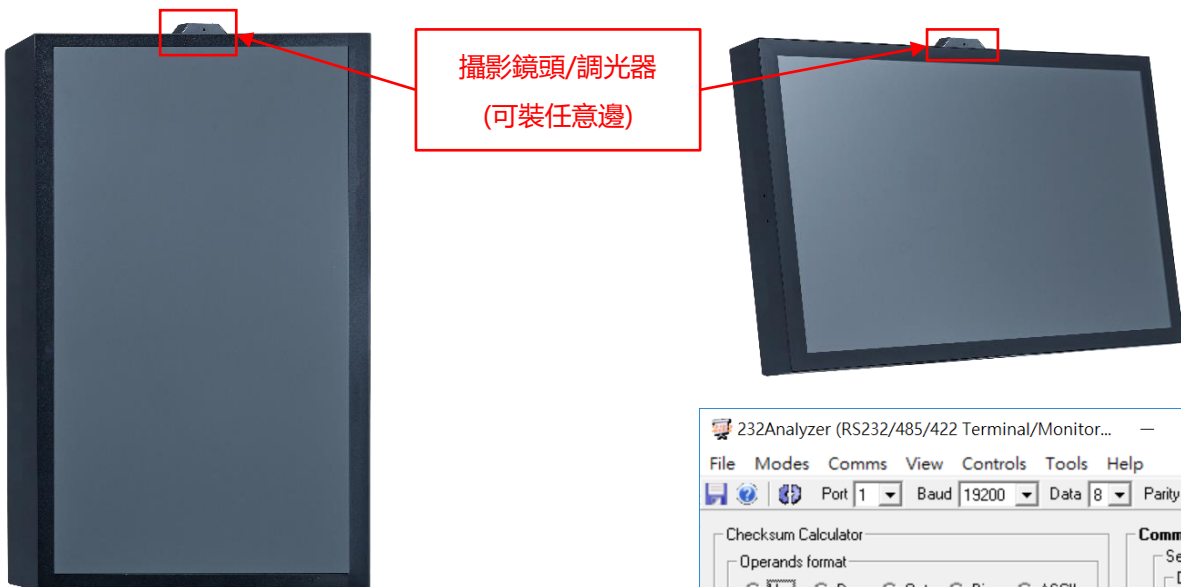 攝影鏡頭/調光器
(可裝任意邊)
232Analyzer (RS232/485/422 Terminal/Monitor...
File Modes Comms View Controls Tools Help
Port 1 Baud 19200 Data 8 Parity
Checksum Calculator
Operands format